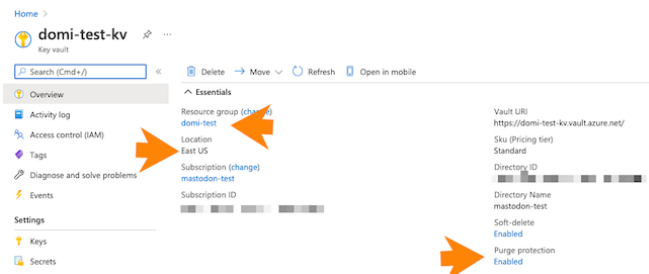 Home >
domi-test-kv
Key vault
Search (Cmd+/)
Overview
Activity log
Access control (IAM)
Tags
Diagnose and solve problems
Events
Settings
Keys
Secrets
Delete
Move
Refresh
Open in mobile
Essentials
Resource group (change)
domi-test
Location
East US
Subscription (change)
mastodon-test
Subscription ID
Vault URI
https://domi-test-kv.vault.azure.net/
Sku (Pricing tier)
Standard
Directory ID
Directory Name
mastodon-test
Soft-delete
Enabled
Purge protection
Enabled